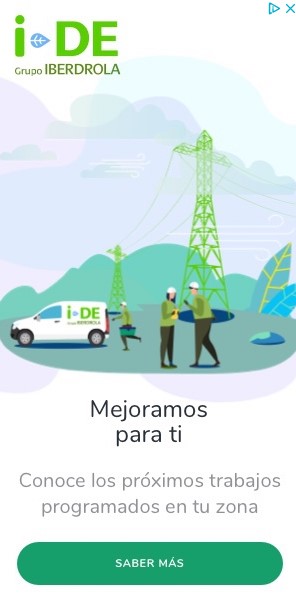 i-DE
Grupo IBERDROLA
i-DE
Grupo IBERDROLA
Mejoramos
para ti
Conoce los próximos trabajos
programados en tu zona
SABER MÁS